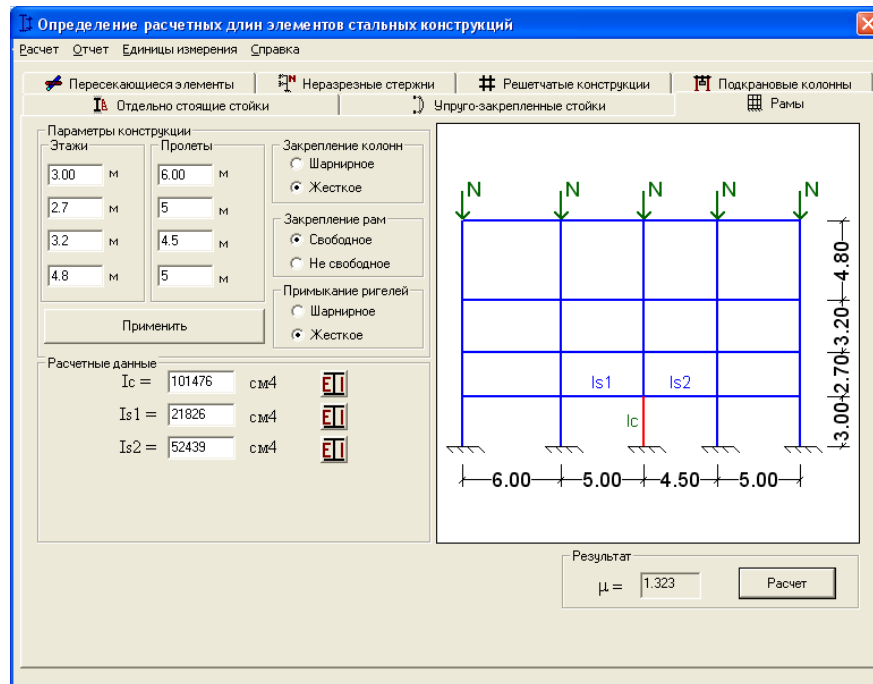 Определение расчетных длин элементов стальных конструкций
Расчет Отчет Единицы измерения Справка
Пересекающиеся элементы Неразрезные стержни Решетчатые конструкции Подкрановые колонны
Отдельно стоящие стойки Упруго-закрепленные стойки Рамы
Параметры конструкции
Этажи Пролеты
3.00 м 6.00 м
2.7 м 5 м
3.2 м 4.5 м
4.8 м 5 м
Применить
Закрепление колонн
Шарнирное
Жесткое
Закрепление рам
Свободное
Не свободное
Примыкание ригелей
Шарнирное
Жесткое
Расчетные данные
Ic = 101476 см4
Is1 = 21826 см4
Is2 = 52439 см4
N N N N N
Is1 Is2
Ic
4.80
3.20
2.70
3.00
6.00 5.00 4.50 5.00
Результат
μ = 1.323 Расчет